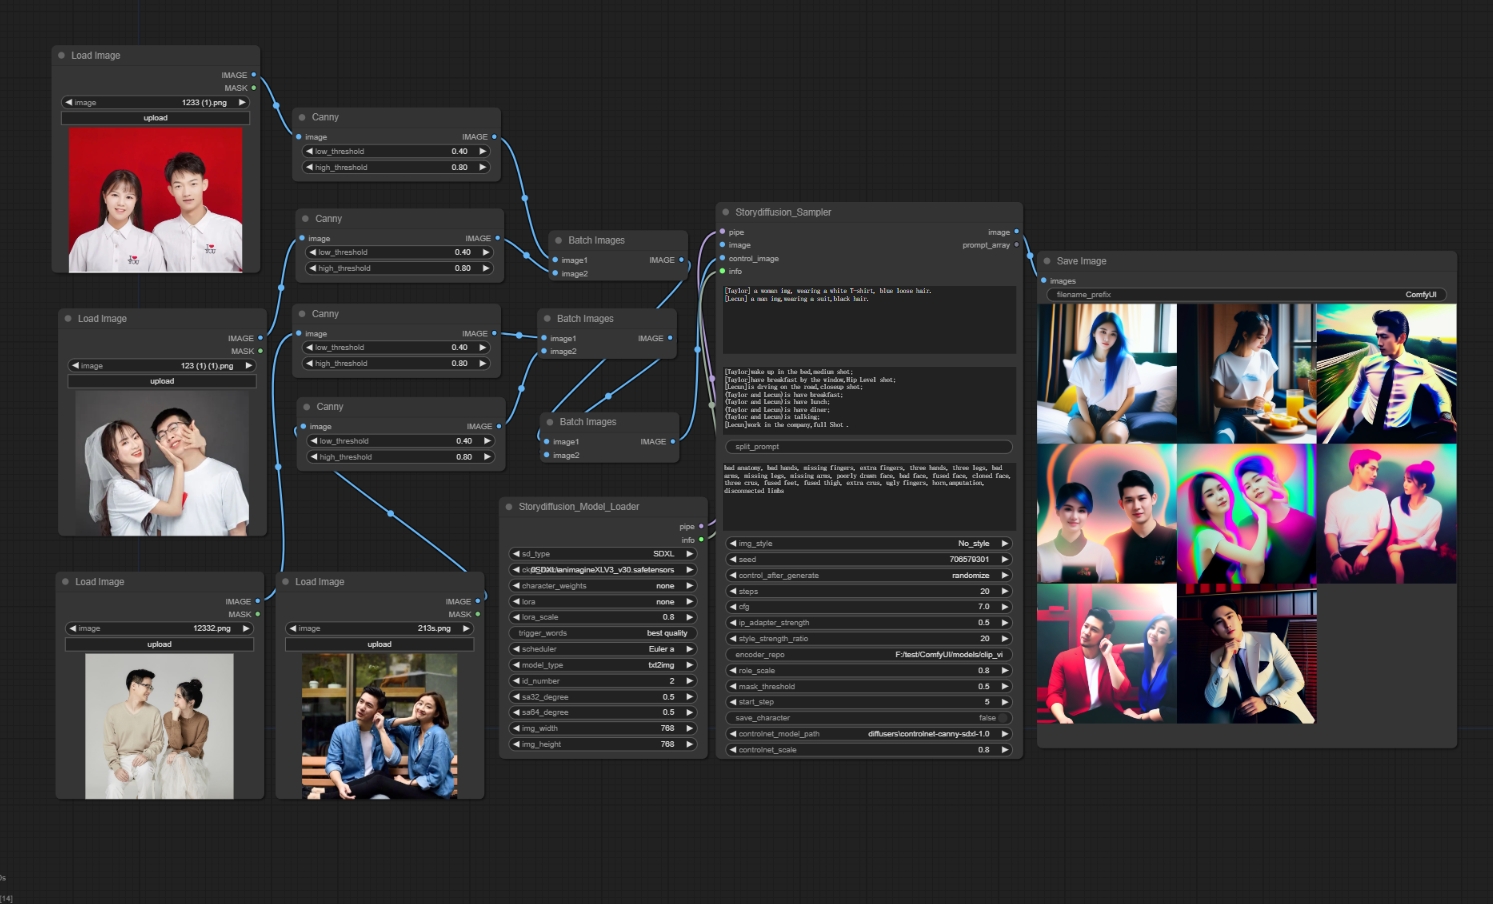 Load Image
IMAGE
MASK
image 1233 (1).png
upload
Canny
image IMAGE
low_threshold 0.40
high_threshold 0.80
Canny
image IMAGE
low_threshold 0.40
high_threshold 0.80
Load Image
IMAGE
MASK
image 123 (1) (1).png
upload
Canny
image IMAGE
low_threshold 0.40
high_threshold 0.80
Canny
image IMAGE
low_threshold 0.40
high_threshold 0.80
Load Image
IMAGE
MASK
image 12332.png
upload
Load Image
IMAGE
MASK
image 213s.png
upload
Batch Images
image1 IMAGE
image2
Batch Images
image1 IMAGE
image2
Batch Images
image1 IMAGE
image2
Storydiffusion_Model_Loader
pipe
info
sd_type SDXL
SDXL\animagineXLV3_v30.safetensors
character_weights none
lora none
lora_scale 0.8
trigger_words best quality
scheduler Euler a
model_type txt2img
id_number 2
sa32_degree 0.5
sa64_degree 0.5
img_width 768
img_height 768
Storydiffusion_Sampler
pipe image
image prompt_array
control_image
info
[Taylor] a woman img, wearing a white T-shirt, blue loose hair.
[Lecun] a man img,wearing a suit,black hair.
[Taylor]wake up in the bed,medium shot;
[Taylor]have breakfast by the window,Hip Level shot;
[Lecun]is drving on the road,closeup shot;
(Taylor and Lecun)is have breakfast;
(Taylor and Lecun)is have lunch;
(Taylor and Lecun)is have diner;
(Taylor and Lecun)is talking;
[Lecun]work in the company,full Shot .
split_prompt
bad anatomy, bad hands, missing fingers, extra fingers, three hands, three legs, bad
arms, missing legs, missing arms, poorly drawn face, bad face, fused face, cloned face,
three crus, fused feet, fused thigh, extra crus, ugly fingers, horn,amputation,
disconnected limbs
img_style No_style
seed 706579301
control_after_generate randomize
steps 20
cfg 7.0
ip_adapter_strength 0.5
style_strength_ratio 20
encoder_repo F:/test/ComfyUI/models/clip_vi
role_scale 0.8
mask_threshold 0.5
start_step 5
save_character false
controlnet_model_path diffusers\controlnet-canny-sdxl-1.0
controlnet_scale 0.8
Save Image
images
filename_prefix ComfyUI
[14]